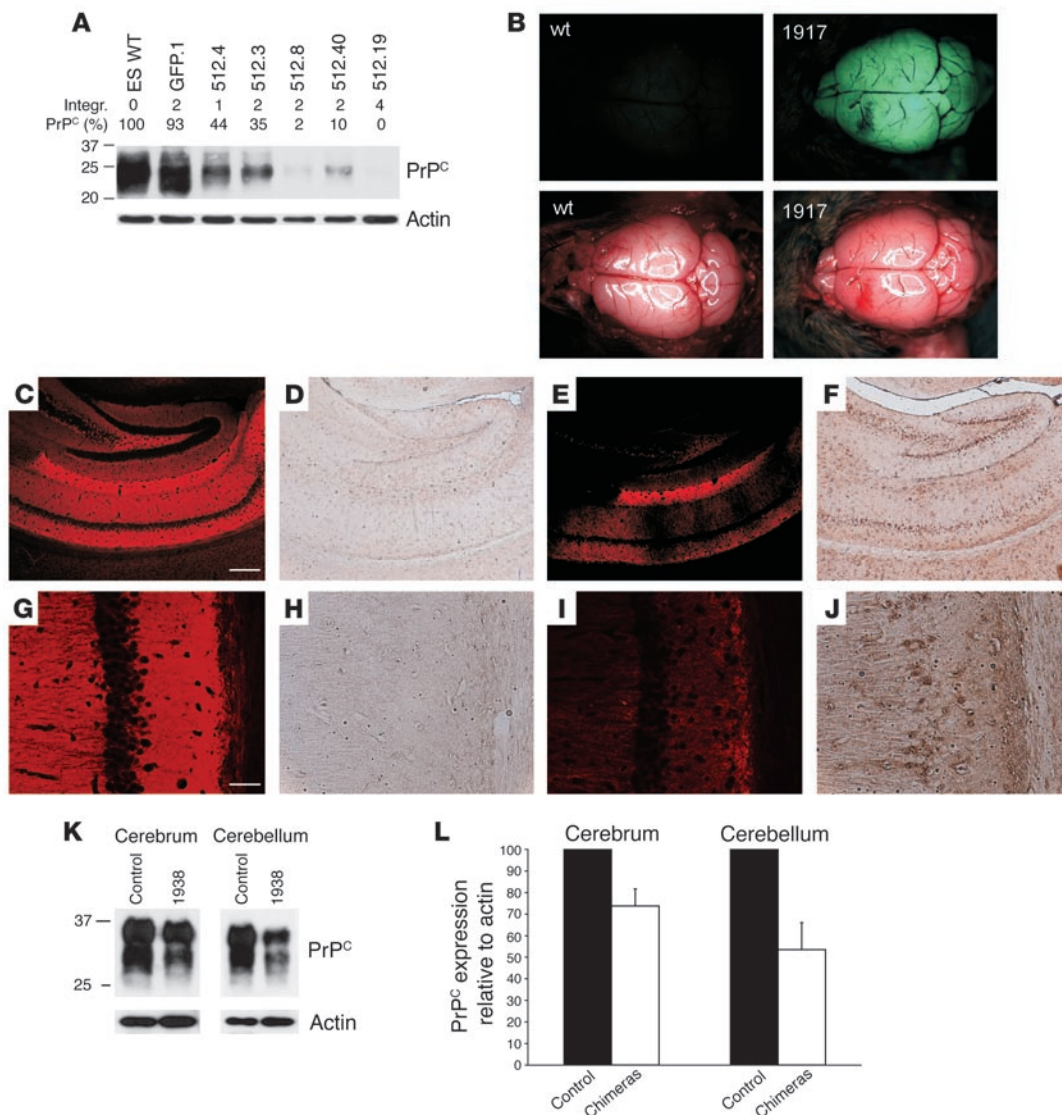 A
ES WT
GFP.1
512.4
512.3
512.8
512.40
512.19
Integr. 0 2 1 2 2 2 4
PrPᶜ (%) 100 93 44 35 2 10 0
37
25
20
PrPᶜ
Actin
B
wt
1917
wt
1917
C
D
E
F
G
H
I
J
K
Cerebrum Cerebellum
Control
1938
Control
1938
37
25
PrPᶜ
Actin
L
Cerebrum Cerebellum
PrPᶜ expression
relative to actin
100
90
80
70
60
50
40
30
20
10
0
Control
Chimeras
Control
Chimeras